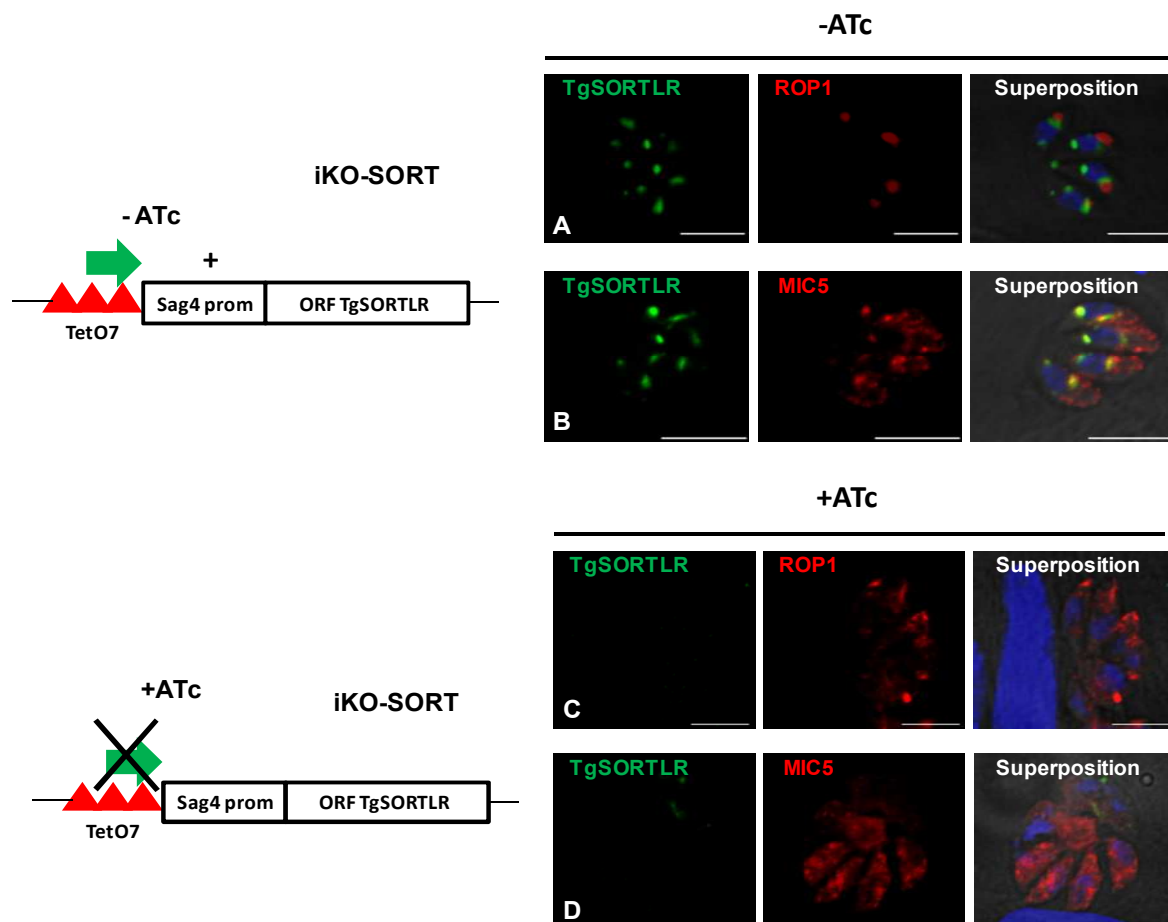 -ATc
TgSORTLR ROP1 Superposition
A
iKO-SORT
- ATc
+
Sag4 prom ORF TgSORTLR
TetO7
TgSORTLR MIC5 Superposition
B
+ATc
TgSORTLR ROP1 Superposition
C
+ATc
iKO-SORT
Sag4 prom ORF TgSORTLR
TetO7
TgSORTLR MIC5 Superposition
D